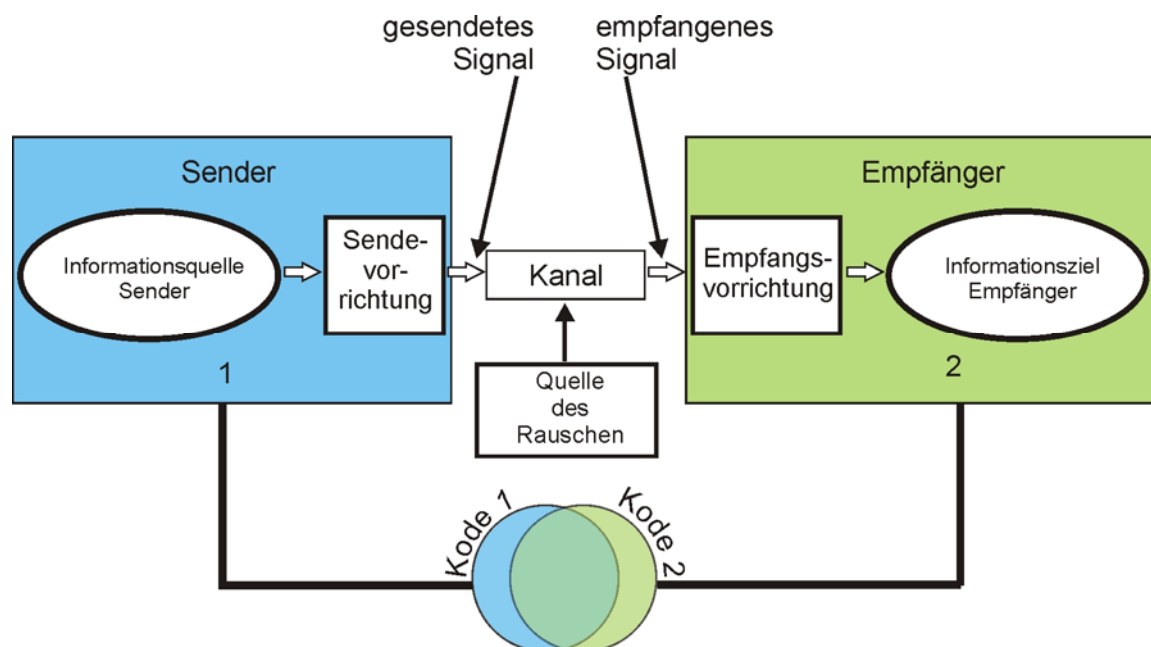 gesendetes
Signal
empfangenes
Signal
Sender
Informationsquelle
Sender
Sende-
vor-
richtung
1
Kanal
Quelle
des
Rauschen
Empfänger
Empfangs-
vorrichtung
Informationsziel
Empfänger
2
Kode 1
Kode 2